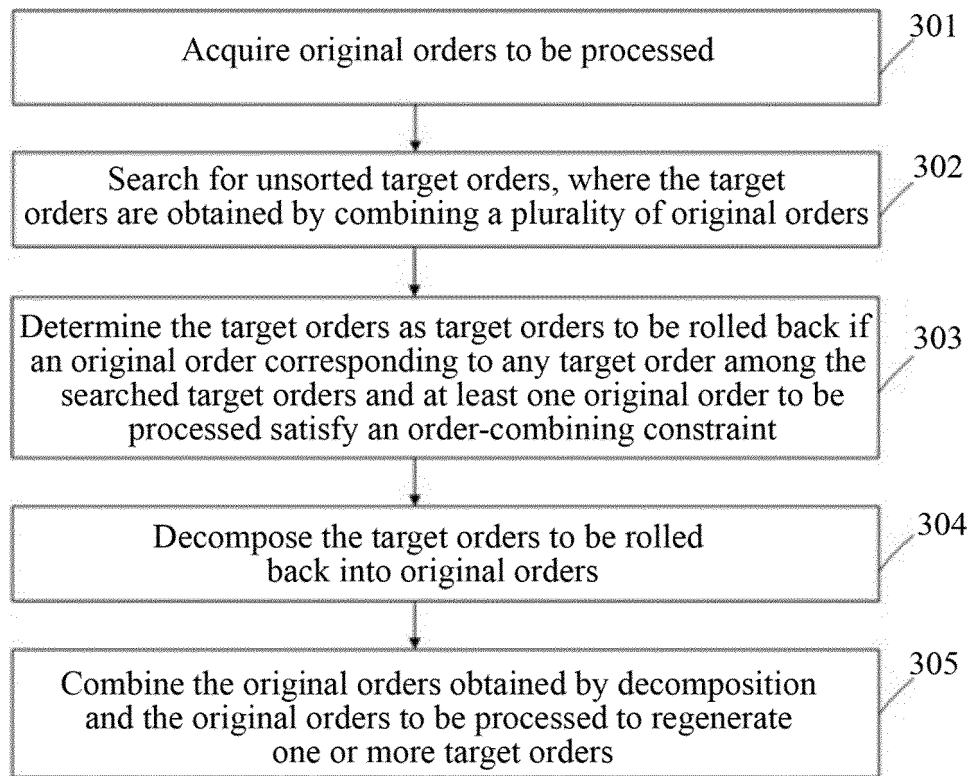 Acquire original orders to be processed
301
Search for unsorted target orders, where the target
orders are obtained by combining a plurality of original orders
302
Determine the target orders as target orders to be rolled back if
an original order corresponding to any target order among the
searched target orders and at least one original order to be
processed satisfy an order-combining constraint
303
Decompose the target orders to be rolled
back into original orders
304
Combine the original orders obtained by decomposition
and the original orders to be processed to regenerate
one or more target orders
305